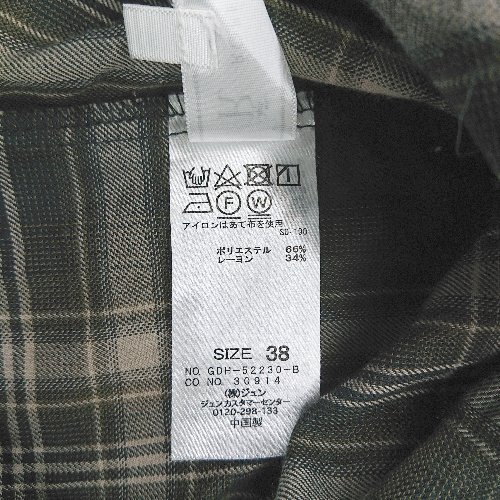 F W
アイロンはあて布を使用
SD-190
ポリエステル 66%
レーヨン 34%
SIZE 38
NO. GDH-52230-B
CO NO. 30914
(株)ジュン
ジュンカスタマーセンター
0120-298-133
中国製